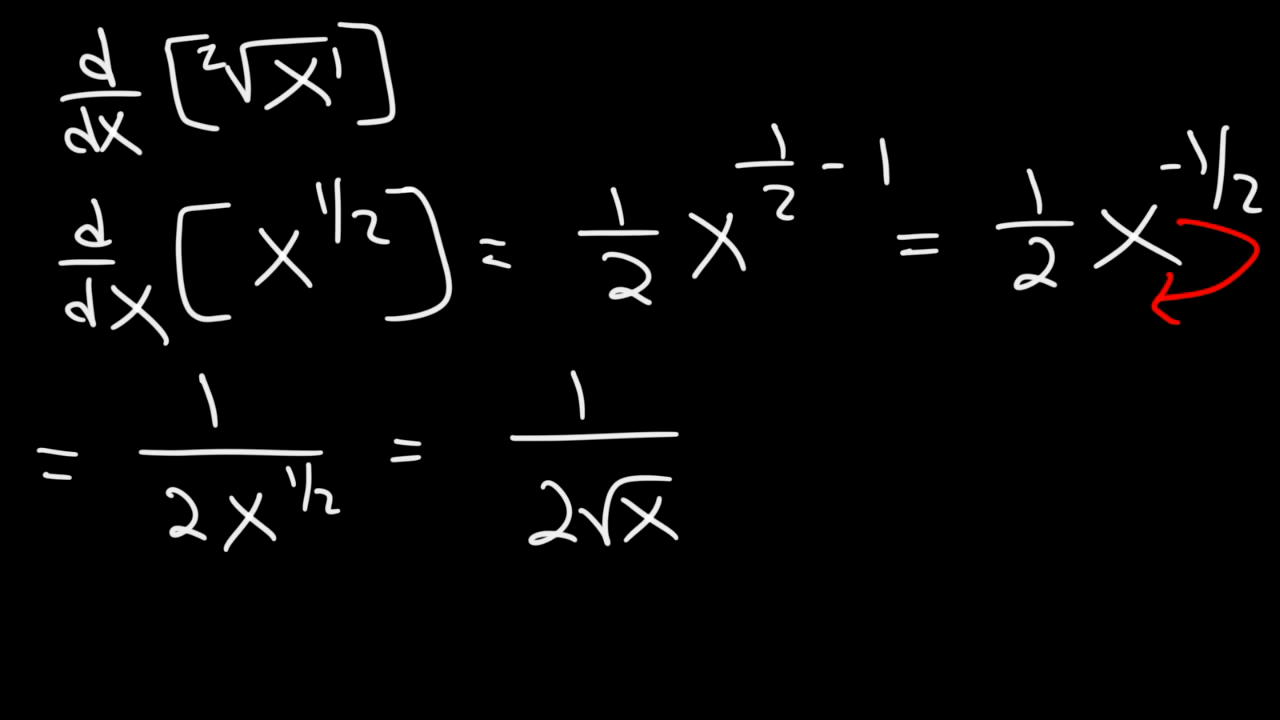 d/dx [²√x¹]
d/dx [x^1/2] = 1/2 x^(1/2 - 1) = 1/2 x^-1/2
= 1/(2x^1/2) = 1/(2√x)